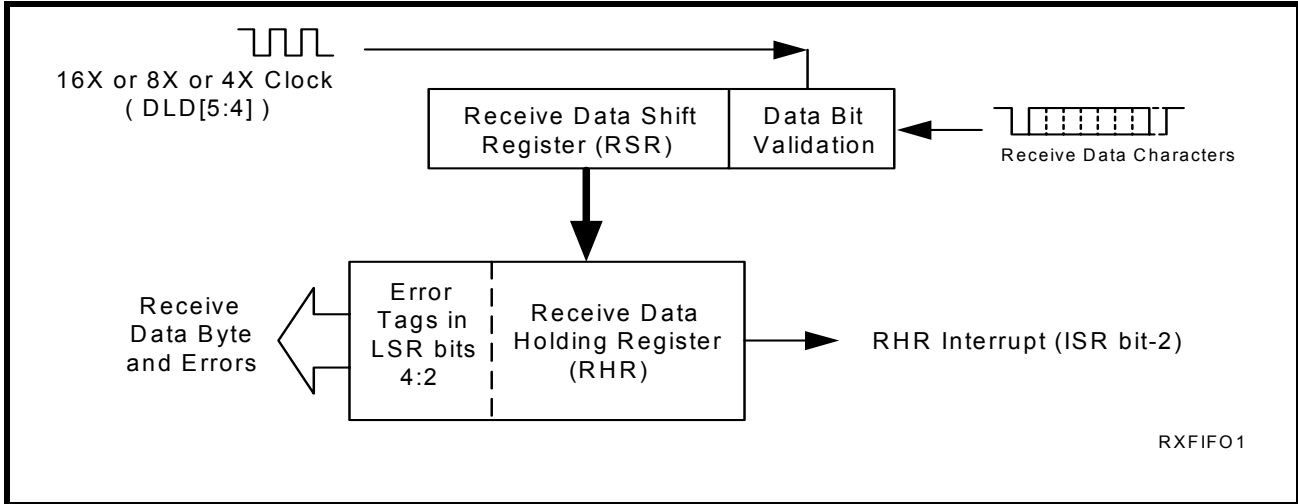 16X or 8X or 4X Clock
( DLD[5:4] )
Receive Data Shift
Register (RSR)
Data Bit
Validation
Receive Data Characters
Receive
Data Byte
and Errors
Error
Tags in
LSR bits
4:2
Receive Data
Holding Register
(RHR)
RHR Interrupt (ISR bit-2)
RXFIFO1